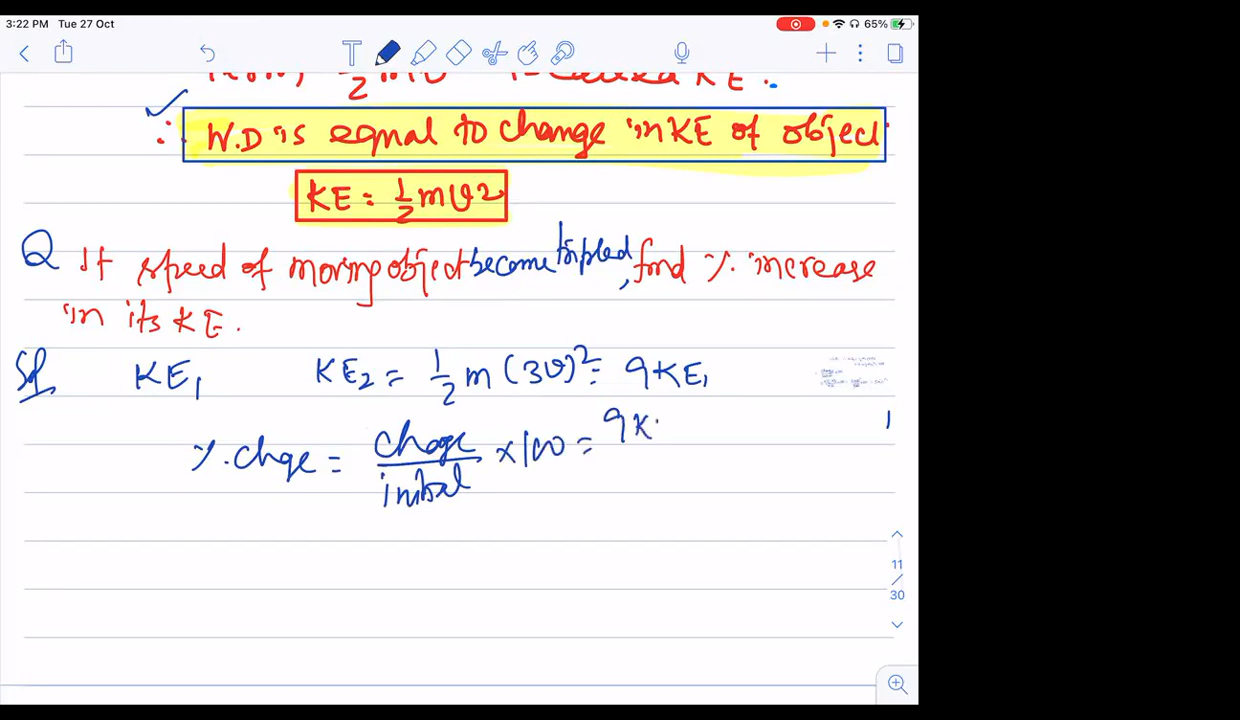 3:22 PM Tue 27 Oct
65%
T
∴ W.D is equal to change in KE of object
KE = ½mv2
Q If speed of moving object become tripled, find % increase
in its KE.
Sol. KE₁ KE₂ = ½ m (3v)² = 9KE₁
%.chge = change/initial × 100 = 9K
11
/
30